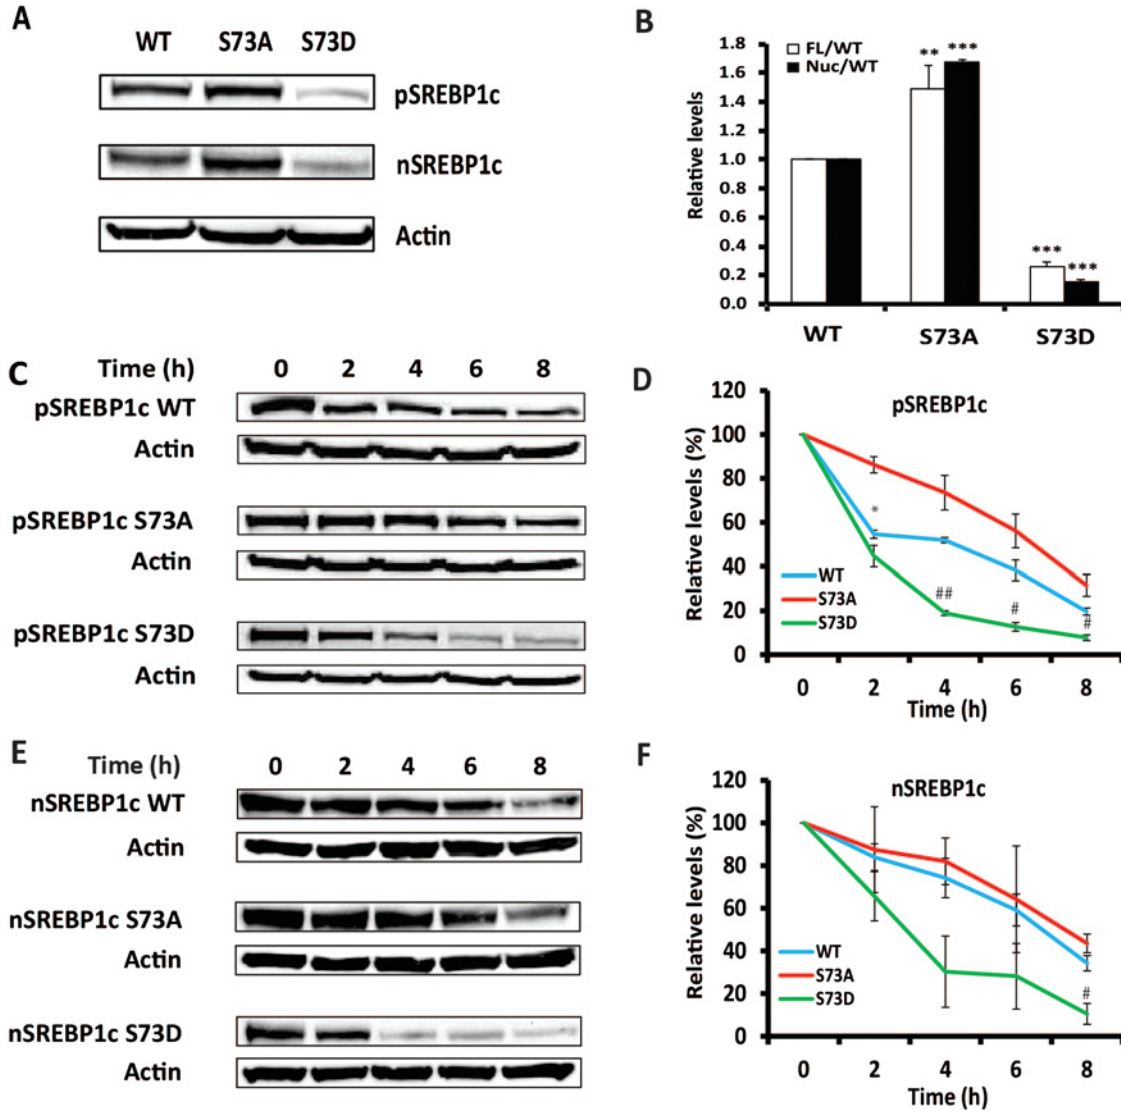 A
WT S73A S73D
pSREBP1c
nSREBP1c
Actin
B
FL/WT
Nuc/WT
Relative levels
1.8
1.6
1.4
1.2
1.0
0.8
0.6
0.4
0.2
0.0
** ***
***
***
WT S73A S73D
C
Time (h) 0 2 4 6 8
pSREBP1c WT
Actin
pSREBP1c S73A
Actin
pSREBP1c S73D
Actin
D
pSREBP1c
Relative levels (%)
120
100
80
60
40
20
0
*
##
#
#
WT
S73A
S73D
0 2 4 6 8
Time (h)
E
Time (h) 0 2 4 6 8
nSREBP1c WT
Actin
nSREBP1c S73A
Actin
nSREBP1c S73D
Actin
F
nSREBP1c
Relative levels (%)
120
100
80
60
40
20
0
#
WT
S73A
S73D
0 2 4 6 8
Time (h)